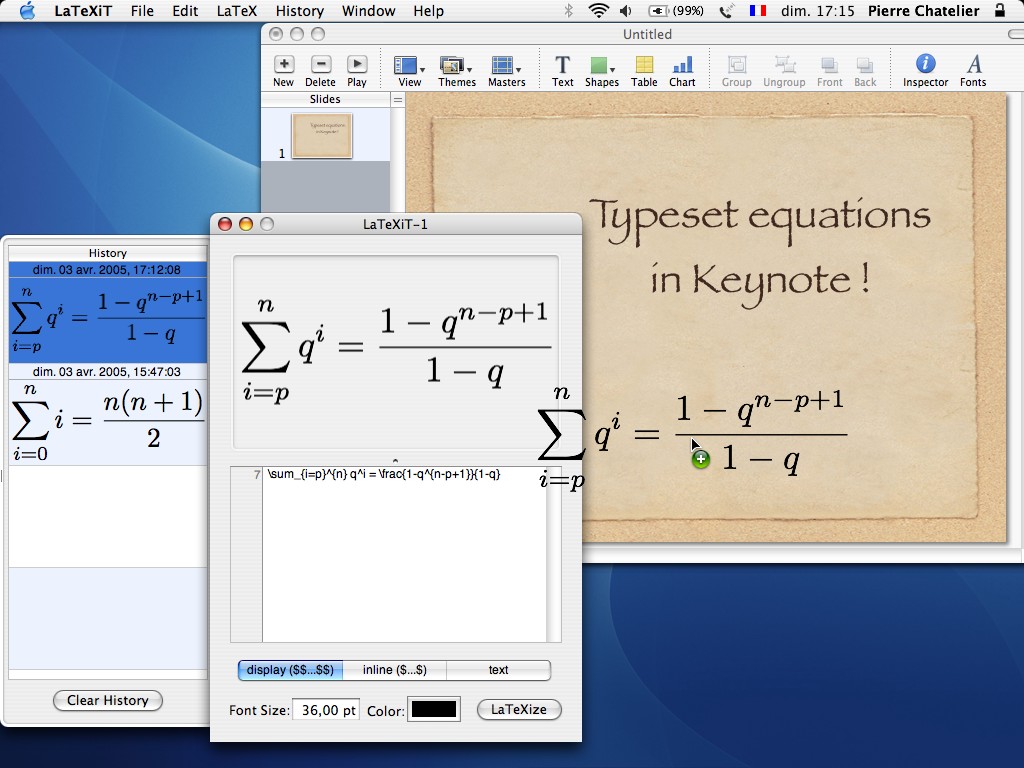 LaTeXiT File Edit LaTeX History Window Help (99%) dim. 17:15 Pierre Chatelier
Untitled
New Delete Play View Themes Masters Text Shapes Table Chart Group Ungroup Front Back Inspector Fonts
Slides
1
Typeset equations
in Keynote !
Typeset equations
in Keynote !
History
dim. 03 avr. 2005, 17:12:08
\sum_{i=p}^{n} q^i = \frac{1-q^{n-p+1}}{1-q}
dim. 03 avr. 2005, 15:47:03
\sum_{i=0}^{n} i = \frac{n(n+1)}{2}
Clear History
LaTeXiT-1
\sum_{i=p}^{n} q^i = \frac{1-q^{n-p+1}}{1-q}
\sum_{i=p}^{n} q^i = \frac{1-q^{n-p+1}}{1-q}
7 \sum_{i=p}^{n} q^i = \frac{1-q^{n-p+1}}{1-q}
display ($$...$$) inline ($...$) text
Font Size: 36,00 pt Color: LaTeXize